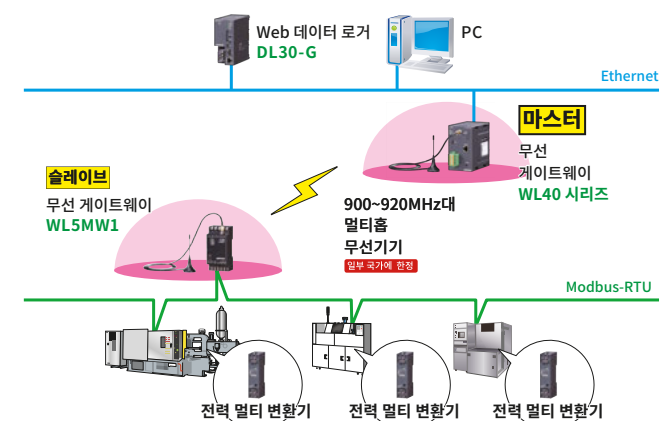 Web 데이터 로거
DL30-G
PC
Ethernet
마스터
무선
게이트웨이
WL40 시리즈
슬레이브
무선 게이트웨이
WL5MW1
900~920MHz대
멀티홉
무선기기
일부 국가에 한정
Modbus-RTU
전력 멀티 변환기
전력 멀티 변환기
전력 멀티 변환기